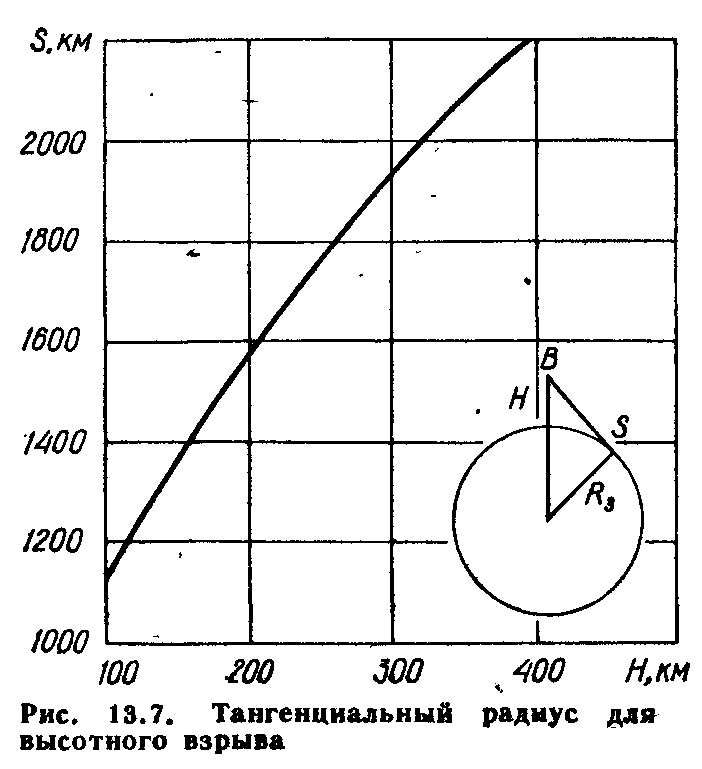 S, км
2000
1800
1600
1400
1200
1000
B
H
S
R₃
100 200 300 400 H, км
Рис. 13.7. Тангенциальный радиус для
высотного взрыва